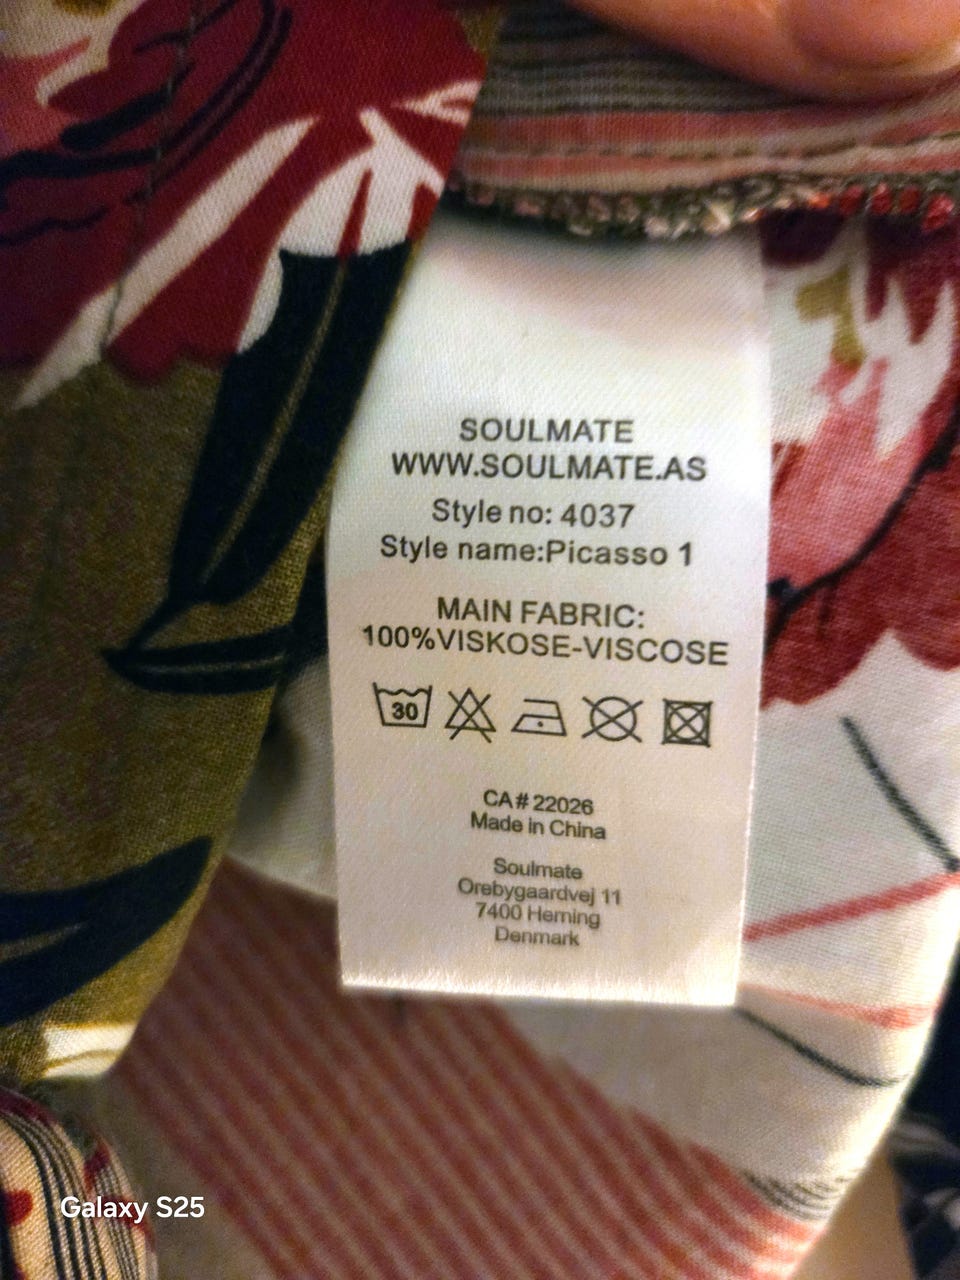 SOULMATE
WWW.SOULMATE.AS
Style no: 4037
Style name:Picasso 1
MAIN FABRIC:
100%VISKOSE-VISCOSE
30
CA# 22026
Made in China
Soulmate
Orebygaardvej 11
7400 Herning
Denmark
Galaxy S25